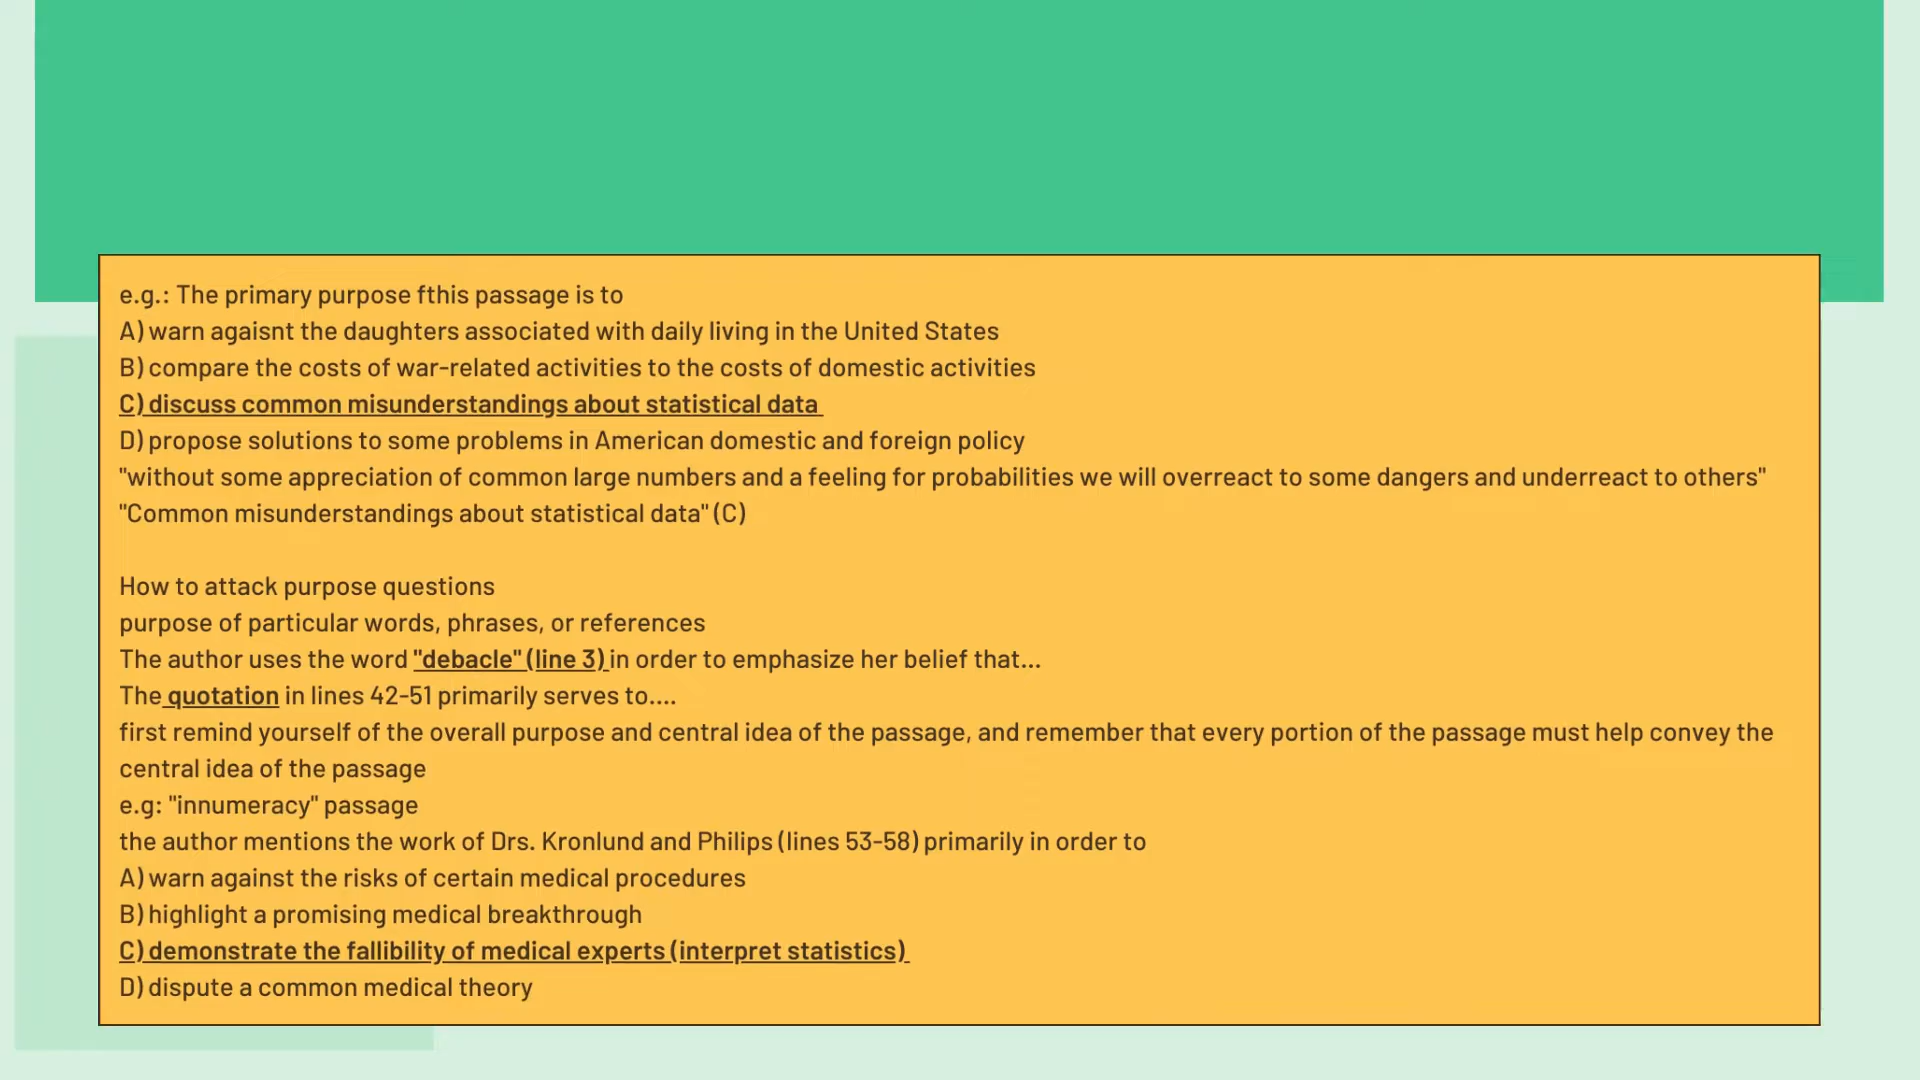 e.g.: The primary purpose fthis passage is to
A) warn agaisnt the daughters associated with daily living in the United States
B) compare the costs of war-related activities to the costs of domestic activities
C) discuss common misunderstandings about statistical data
D) propose solutions to some problems in American domestic and foreign policy
"without some appreciation of common large numbers and a feeling for probabilities we will overreact to some dangers and underreact to others"
"Common misunderstandings about statistical data" (C)
How to attack purpose questions
purpose of particular words, phrases, or references
The author uses the word "debacle" (line 3) in order to emphasize her belief that...
The quotation in lines 42-51 primarily serves to....
first remind yourself of the overall purpose and central idea of the passage, and remember that every portion of the passage must help convey the
central idea of the passage
e.g: "innumeracy" passage
the author mentions the work of Drs. Kronlund and Philips (lines 53-58) primarily in order to
A) warn against the risks of certain medical procedures
B) highlight a promising medical breakthrough
C) demonstrate the fallibility of medical experts (interpret statistics)
D) dispute a common medical theory